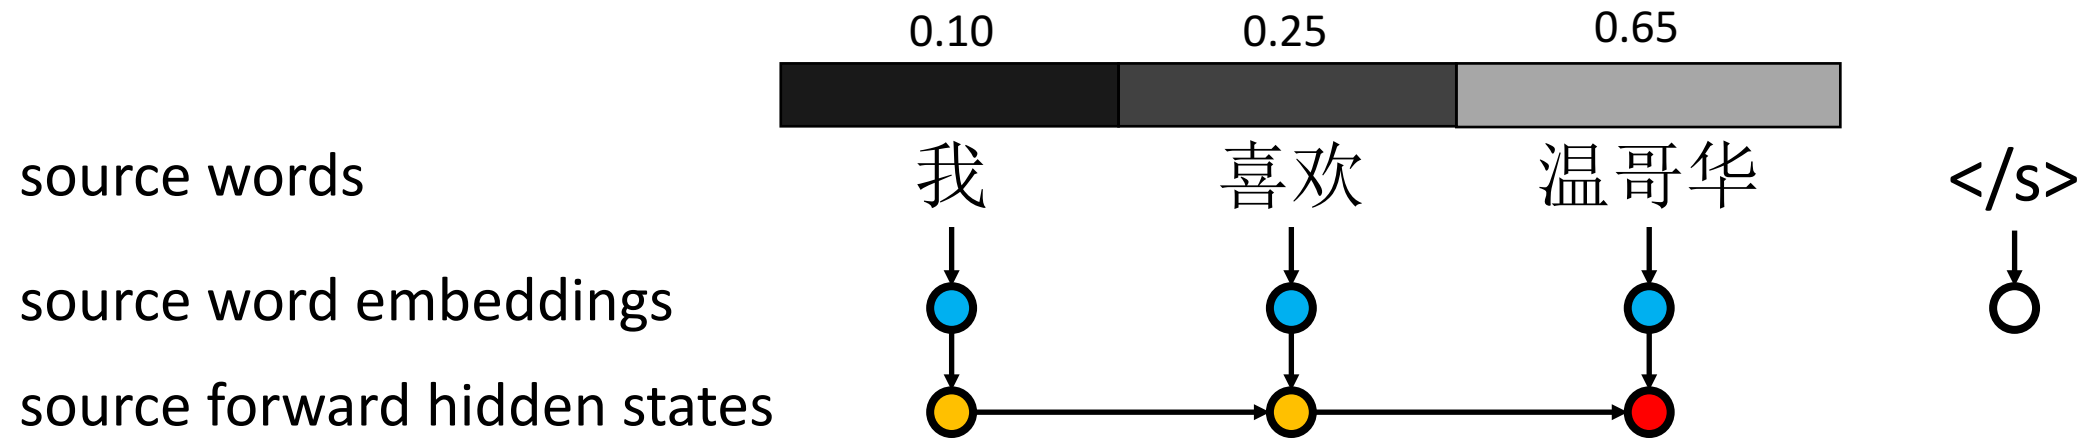 0.10 0.25 0.65
source words 我 喜欢 温哥华 </s>
source word embeddings
source forward hidden states